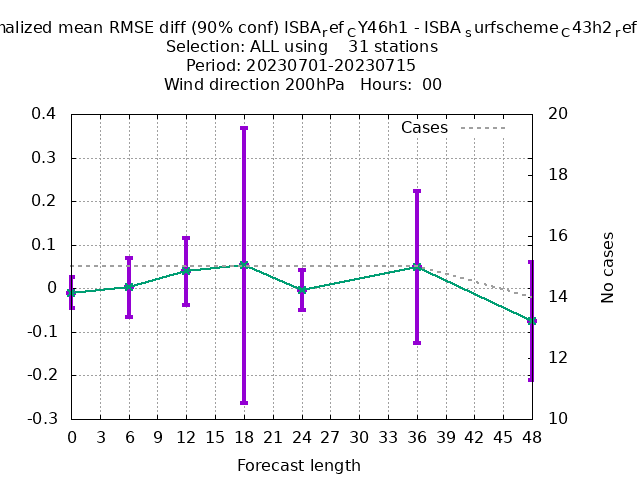 nalized mean RMSE diff (90% conf) ISBA_ref_CY46h1 - ISBA_surfscheme_C43h2_ref
Selection: ALL using 31 stations
Period: 20230701-20230715
Wind direction 200hPa Hours: 00
Cases
0.4
0.3
0.2
0.1
0
-0.1
-0.2
-0.3
20
18
16
14
12
10
No cases
0 3 6 9 12 15 18 21 24 27 30 33 36 39 42 45 48
Forecast length